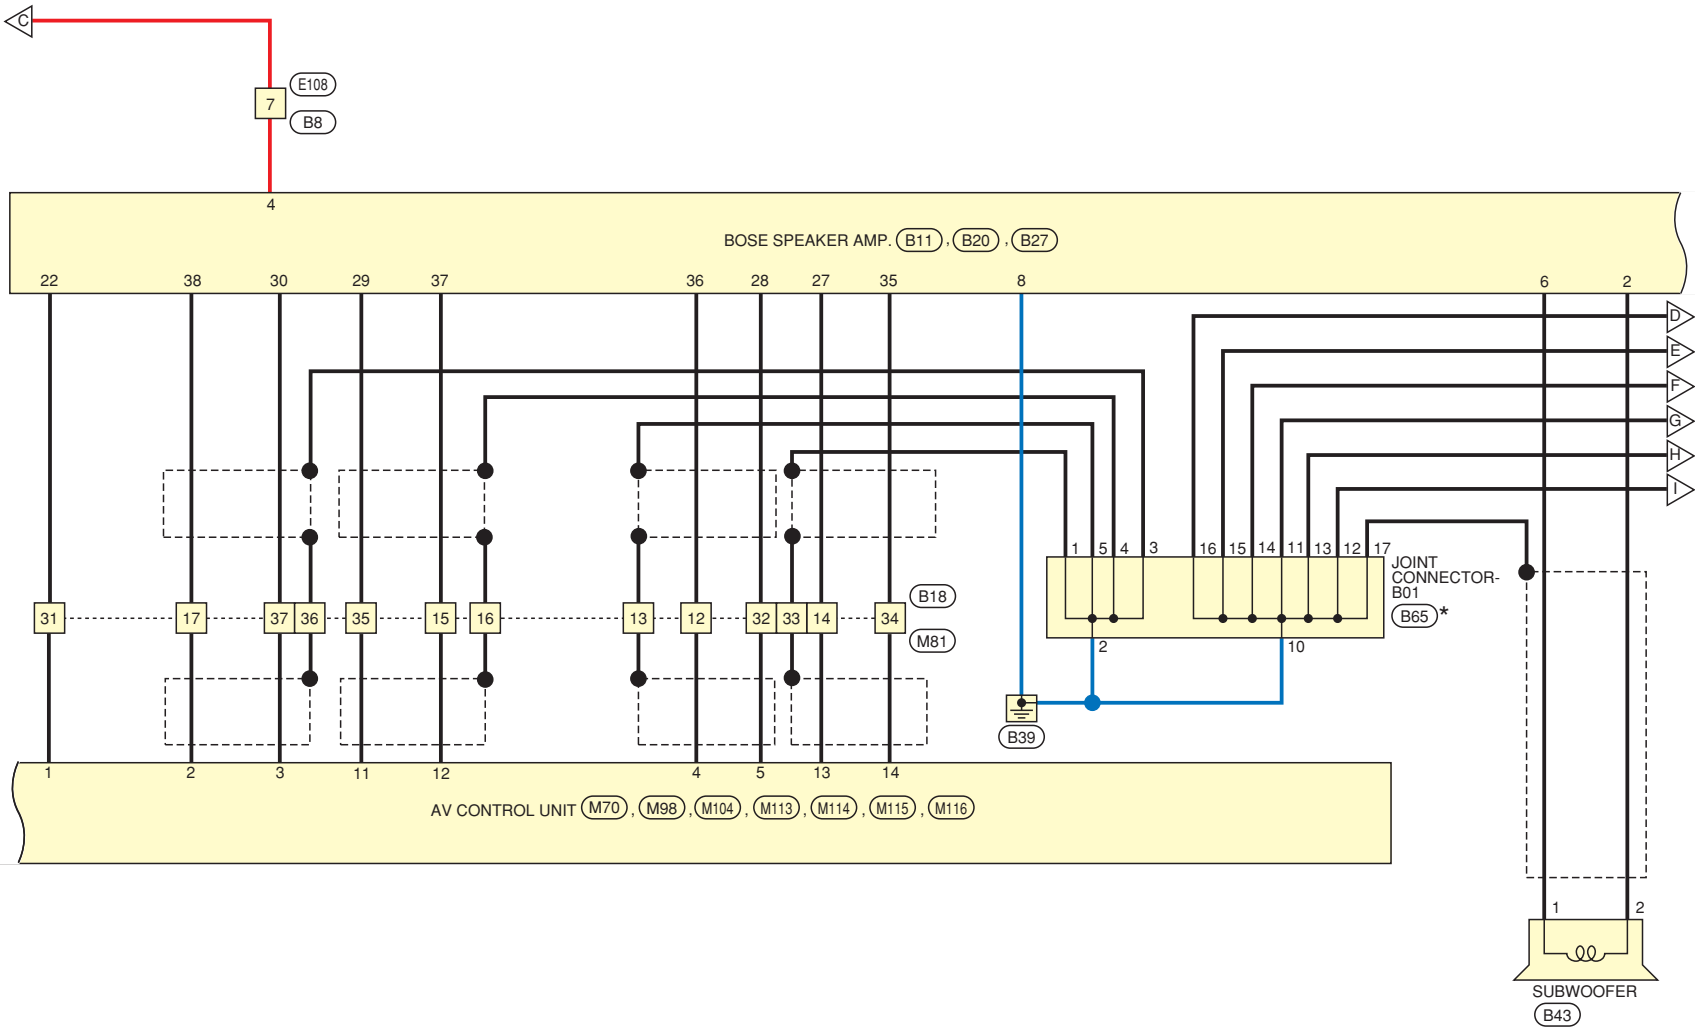 C
E108
7
B8
4
BOSE SPEAKER AMP. B11 , B20 , B27
22 38 30 29 37 36 28 27 35 8 6 2
D
E
F
G
H
I
1 5 4 3 16 15 14 11 13 12 17
JOINT
CONNECTOR-
B01
B65 *
B18
31 17 37 36 35 15 16 13 12 32 33 14 34
M81
2 10
B39
1 2 3 11 12 4 5 13 14
AV CONTROL UNIT M70 , M98 , M104 , M113 , M114 , M115 , M116
1 2
SUBWOOFER
B43